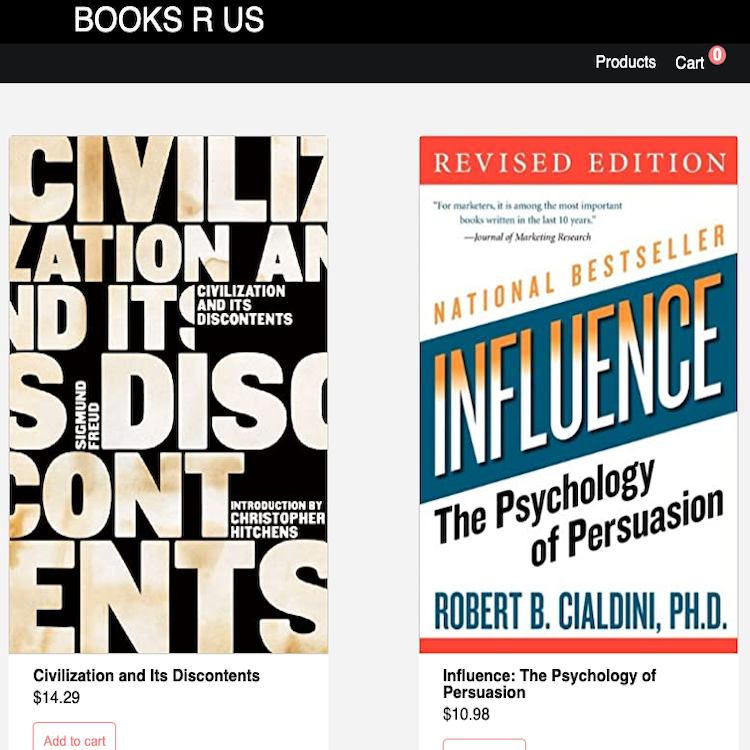 BOOKS R US
Products
Cart
0
CIVILIZ
ZATION AN
ND ITS
CIVILIZATION
AND ITS
DISCONTENTS
S DISC
SIGMUND
FREUD
CONT
INTRODUCTION BY
CHRISTOPHER
HITCHENS
ENTS
Civilization and Its Discontents
$14.29
Add to cart
REVISED EDITION
"For marketers, it is among the most important
books written in the last 10 years."
—Journal of Marketing Research
NATIONAL BESTSELLER
INFLUENCE
The Psychology
of Persuasion
ROBERT B. CIALDINI, PH.D.
Influence: The Psychology of
Persuasion
$10.98